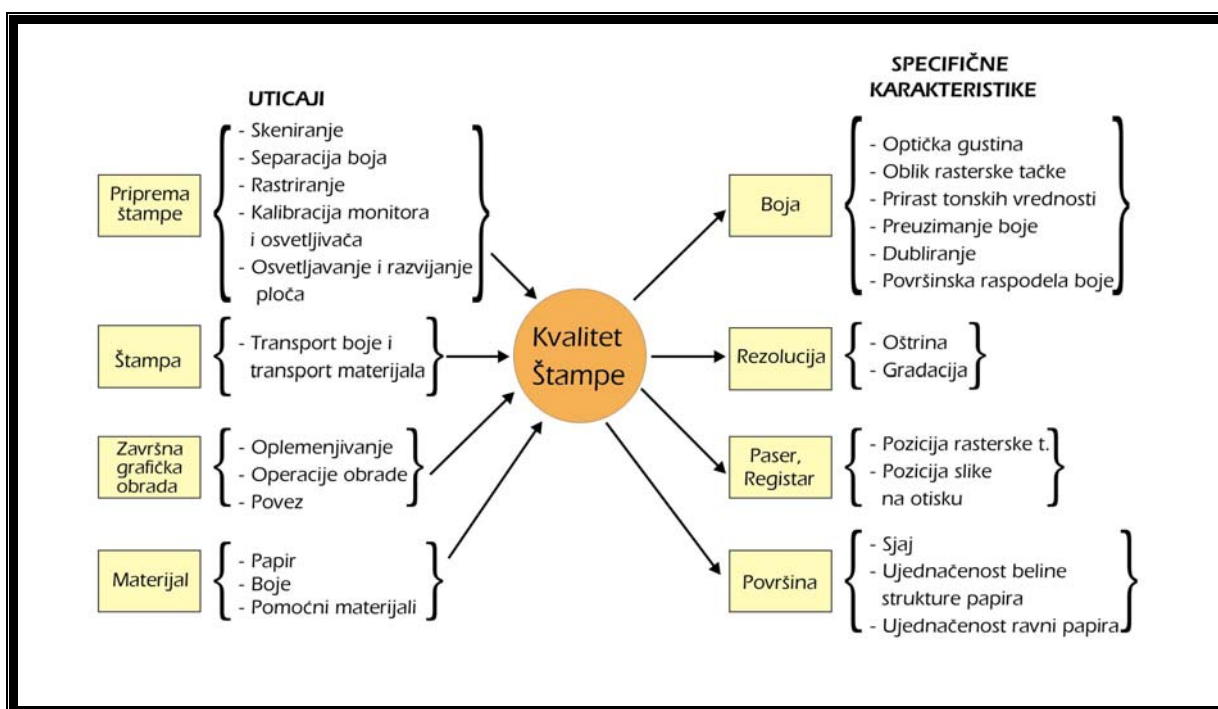 UTICAJI
Priprema
štampe
- Skeniranje
- Separacija boja
- Rastriranje
- Kalibracija monitora
i osvetljivača
- Osvetljavanje i razvijanje
ploča
Štampa
- Transport boje i
transport materijala
Završna
grafička
obrada
- Oplemenjivanje
- Operacije obrade
- Povez
Materijal
- Papir
- Boje
- Pomoćni materijali
Kvalitet
Štampe
SPECIFIČNE
KARAKTERISTIKE
Boja
- Optička gustina
- Oblik rasterske tačke
- Prirast tonskih vrednosti
- Preuzimanje boje
- Dubliranje
- Površinska raspodela boje
Rezolucija
- Oštrina
- Gradacija
Paser,
Registar
- Pozicija rasterske t.
- Pozicija slike
na otisku
Površina
- Sjaj
- Ujednačenost beline
strukture papira
- Ujednačenost ravni papira